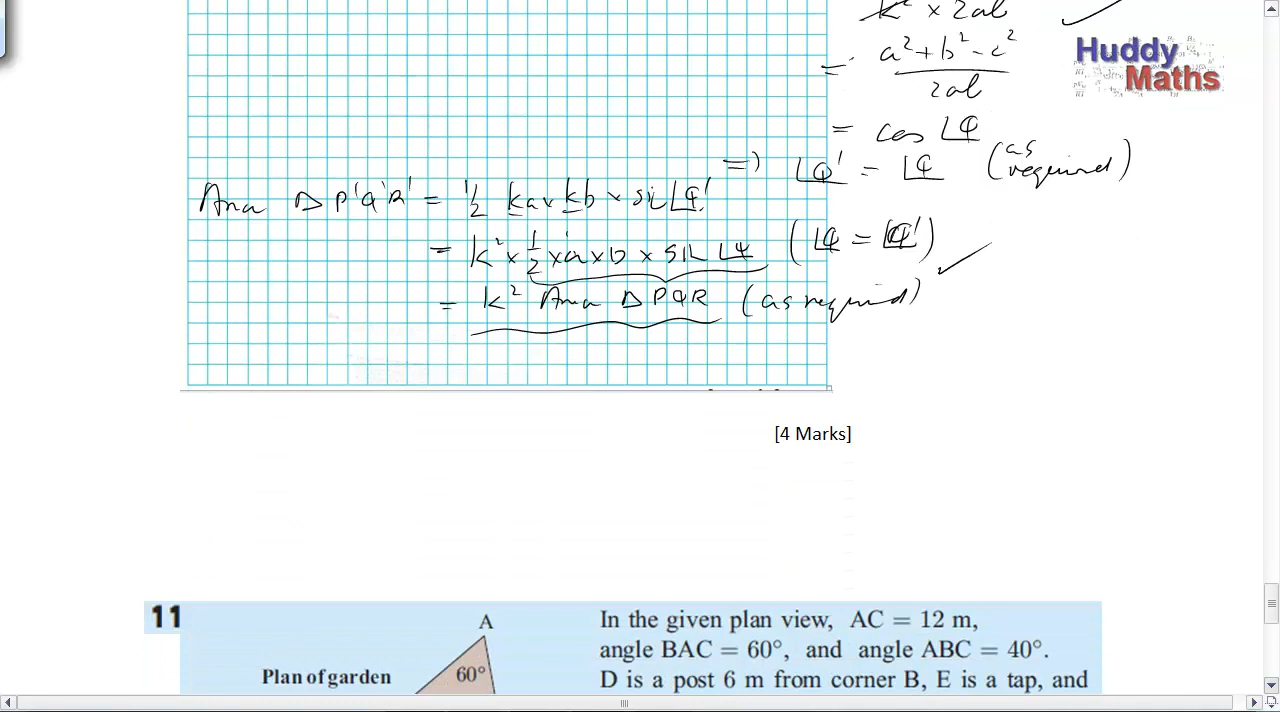 k² × 2ab
= a² + b² - c²
2ab
Huddy
Maths
= cos ∠Q
=> ∠Q' = ∠Q (as required)
Area Δ P'Q'R' = 1/2 ka × kb × sin ∠Q'
= k² × 1/2 × a × b × sin ∠Q (∠Q = ∠Q')
= k² Area Δ PQR (as required)
[4 Marks]
11
A
In the given plan view, AC = 12 m,
angle BAC = 60°, and angle ABC = 40°.
Plan of garden
60°
D is a post 6 m from corner B, E is a tap, and